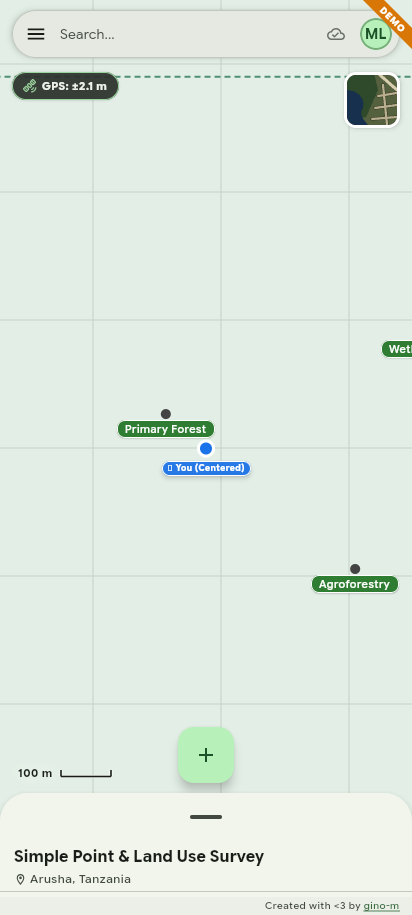 Search...
ML
DEMO
GPS: ±2.1 m
Primary Forest
You (Centered)
Agroforestry
100 m
+
Simple Point & Land Use Survey
Arusha, Tanzania
Created with <3 by gino-m